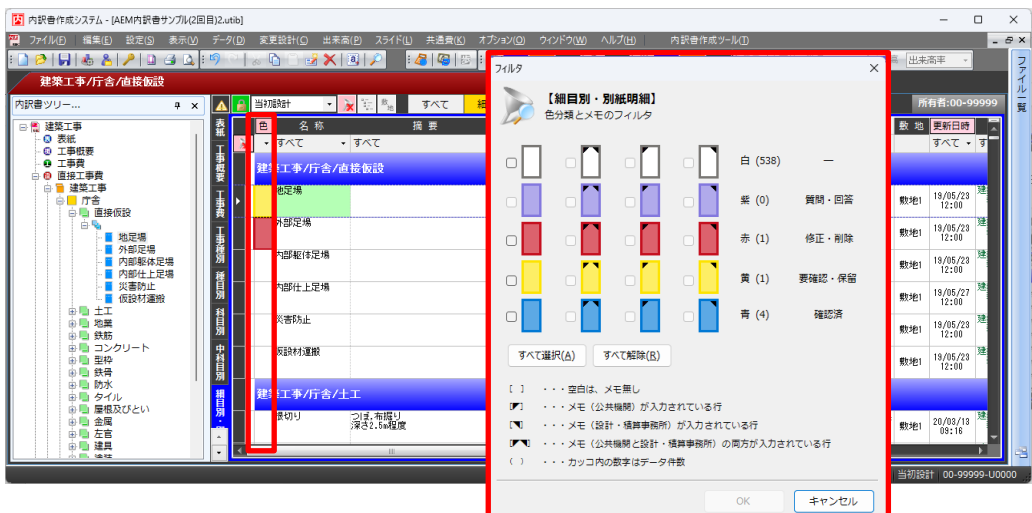 内訳書作成システム - [AEM内訳書サンプル(2回目)2.utib]
ファイル(F) 編集(E) 設定(S) 表示(V) データ(D) 変更設計(C) 出来高(P) スライド(L) 共通費(K) オプション(O) ウィンドウ(W) ヘルプ(H) 内訳書作成ツール(T)
出来高率
建築工事/庁舎/直接仮設
所有者:00-99999
ファイル一覧
内訳書ツリー...
当初設計
すべて
建築工事
表紙
工事概要
工事費
直接工事費
建築工事
庁舎
直接仮設
地足場
外部足場
内部躯体足場
内部仕上足場
災害防止
仮設材運搬
土工
地業
鉄筋
コンクリート
型枠
鉄骨
防水
タイル
屋根及びとい
金属
左官
建具
表紙
工事概要
工事費
工事種別
種目別
科目別
中科目別
細目別
色 名 称 摘 要
すべて すべて
建築工事/庁舎/直接仮設
地足場
外部足場
内部躯体足場
内部仕上足場
災害防止
仮設材運搬
建築工事/庁舎/土工
根切り つぼ,布掘り
深さ2.5m程度
敷 地 更新日時
すべて
敷地1 19/05/23 12:00
敷地1 19/05/23 12:00
敷地1 19/05/23 12:00
敷地1 19/05/27 12:00
敷地1 19/05/23 12:00
敷地1 19/05/23 12:00
敷地1 20/03/13 09:16
当初設計 00-99999-U0000
フィルタ
【細目別・別紙明細】
色分類とメモのフィルタ
白 (538) ―
紫 (0) 質問・回答
赤 (1) 修正・削除
黄 (1) 要確認・保留
青 (4) 確認済
すべて選択(A) すべて解除(R)
[ ] ・・・空白は、メモ無し
[◤] ・・・メモ（公共機関）が入力されている行
[◥] ・・・メモ（設計・積算事務所）が入力されている行
[◤◥] ・・・メモ（公共機関と設計・積算事務所）の両方が入力されている行
( ) ・・・カッコ内の数字はデータ件数
OK キャンセル